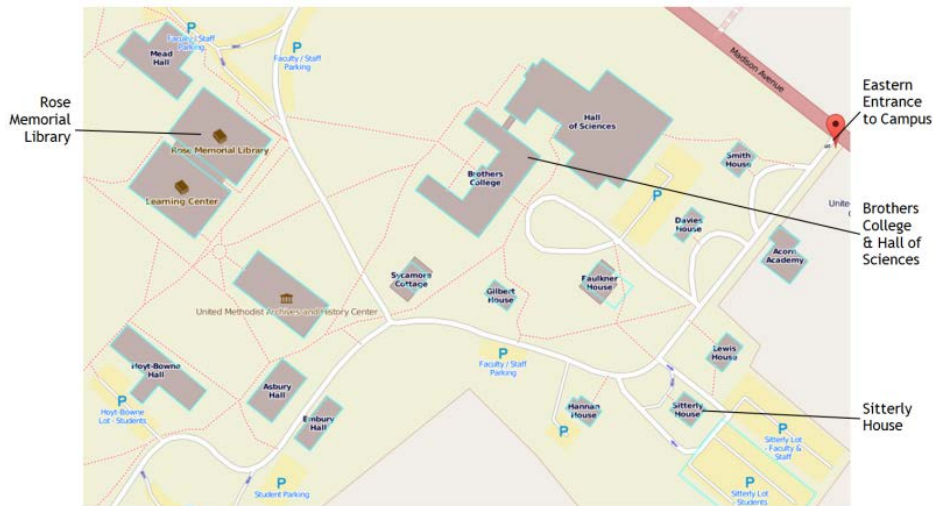 Faculty / Staff
Parking
Faculty / Staff
Parking
Mead
Hall
Madison Avenue
Eastern
Entrance
to Campus
Rose
Memorial
Library
Rose Memorial Library
Hall
of Sciences
Smith
House
Brothers
College
Learning Center
United
Davies
House
Brothers
College
& Hall of
Sciences
Acorn
Academy
Sycamore
Cottage
Gilbert
House
Faulkner
House
United Methodist Archives and History Center
Hoyt-Bowne
Hall
Faculty / Staff
Parking
Lewis
House
Asbury
Hall
Hoyt-Bowne
Lot - Students
Embury
Hall
Hannan
House
Sitterly
House
Sitterly
House
Sitterly Lot
- Faculty &
Staff
Student Parking
Sitterly Lot
Students